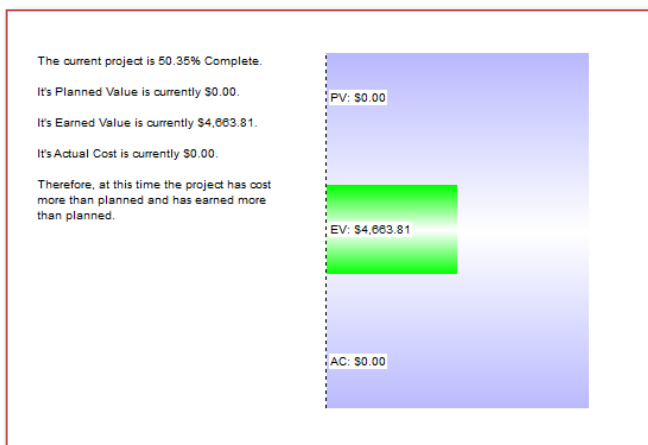 The current project is 50.35% Complete.
It's Planned Value is currently $0.00.
It's Earned Value is currently $4,663.81.
It's Actual Cost is currently $0.00.
Therefore, at this time the project has cost
more than planned and has earned more
than planned.
PV: $0.00
EV: $4,663.81
AC: $0.00